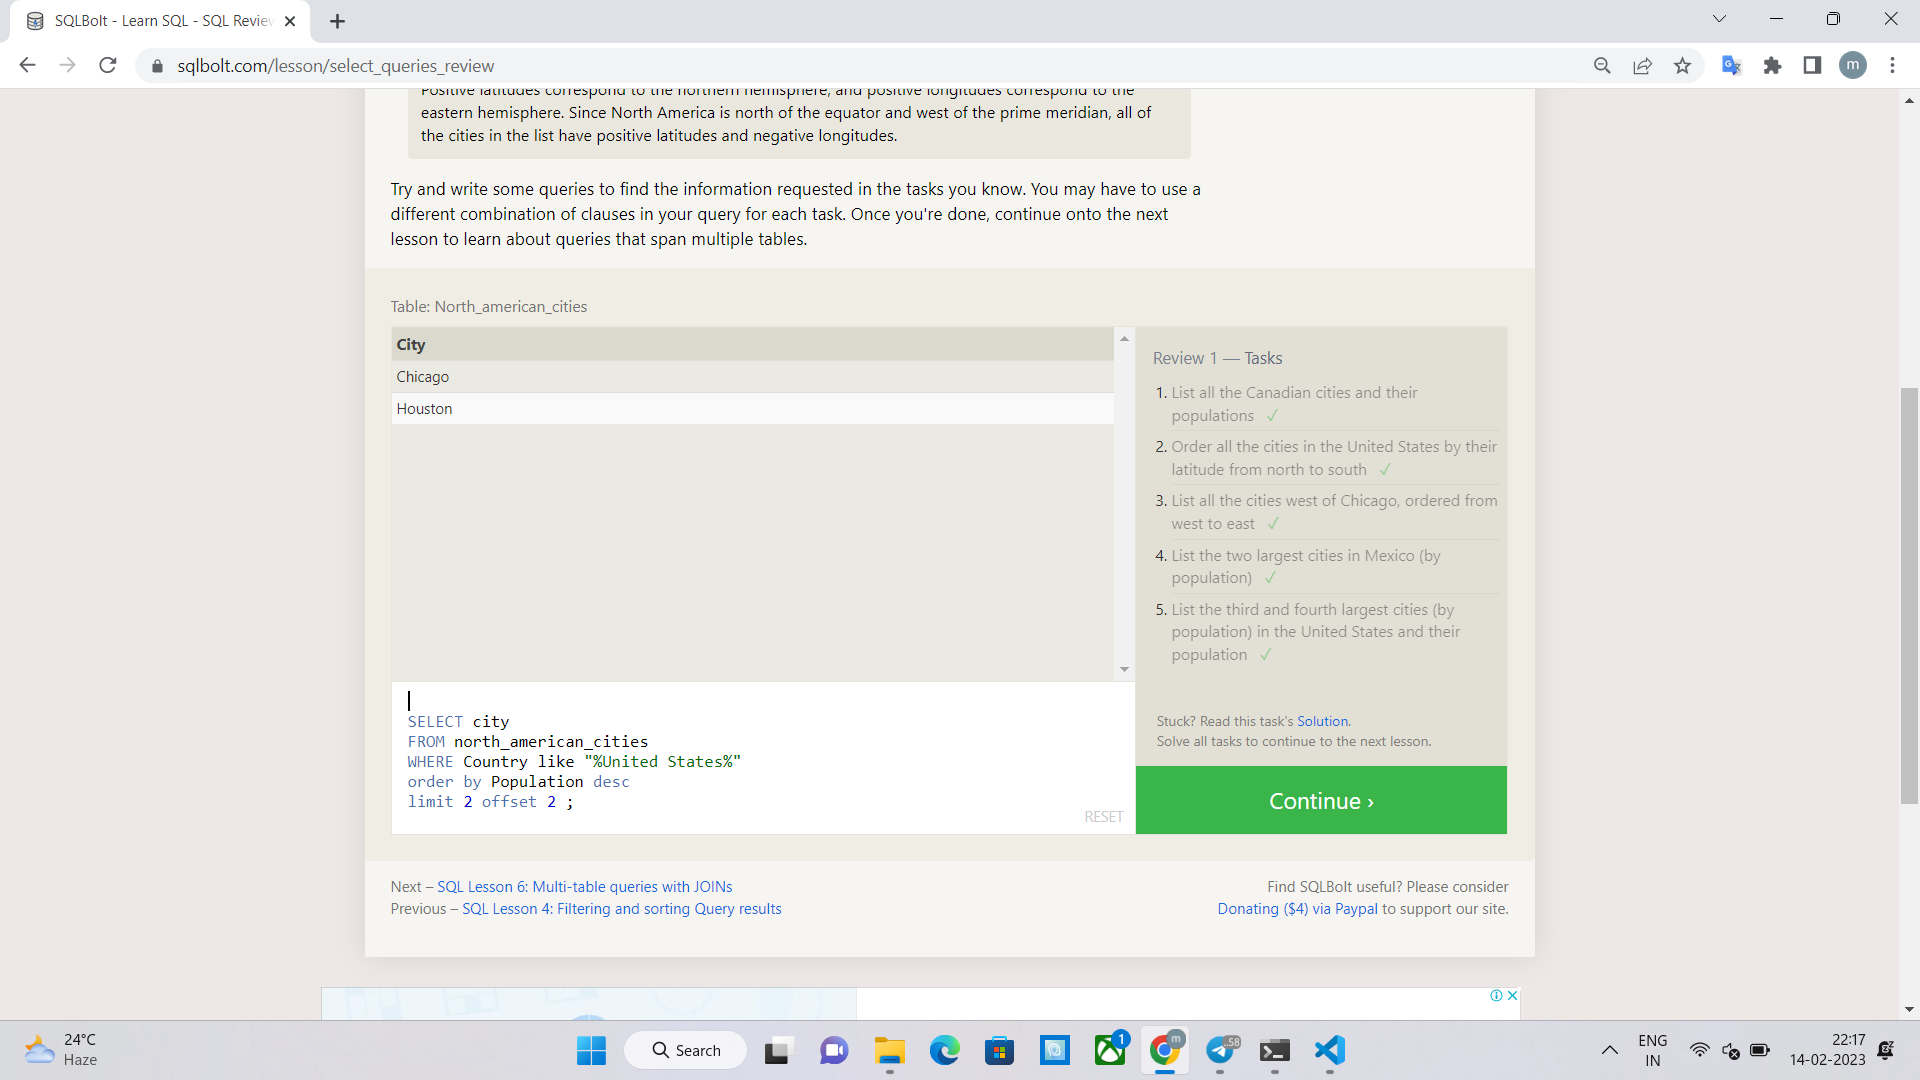 SQLBolt - Learn SQL - SQL Review
sqlbolt.com/lesson/select_queries_review
m
Positive latitudes correspond to the northern hemisphere, and positive longitudes correspond to the
eastern hemisphere. Since North America is north of the equator and west of the prime meridian, all of
the cities in the list have positive latitudes and negative longitudes.
Try and write some queries to find the information requested in the tasks you know. You may have to use a
different combination of clauses in your query for each task. Once you're done, continue onto the next
lesson to learn about queries that span multiple tables.
Table: North_american_cities
City
Chicago
Houston
Review 1 — Tasks
1. List all the Canadian cities and their
populations ✓
2. Order all the cities in the United States by their
latitude from north to south ✓
3. List all the cities west of Chicago, ordered from
west to east ✓
4. List the two largest cities in Mexico (by
population) ✓
5. List the third and fourth largest cities (by
population) in the United States and their
population ✓
SELECT city
FROM north_american_cities
WHERE Country like "%United States%"
order by Population desc
limit 2 offset 2 ;
RESET
Stuck? Read this task's Solution.
Solve all tasks to continue to the next lesson.
Continue ›
Next – SQL Lesson 6: Multi-table queries with JOINs
Previous – SQL Lesson 4: Filtering and sorting Query results
Find SQLBolt useful? Please consider
Donating ($4) via Paypal to support our site.
24°C
Haze
Search
1
m
58
ENG
IN
22:17
14-02-2023